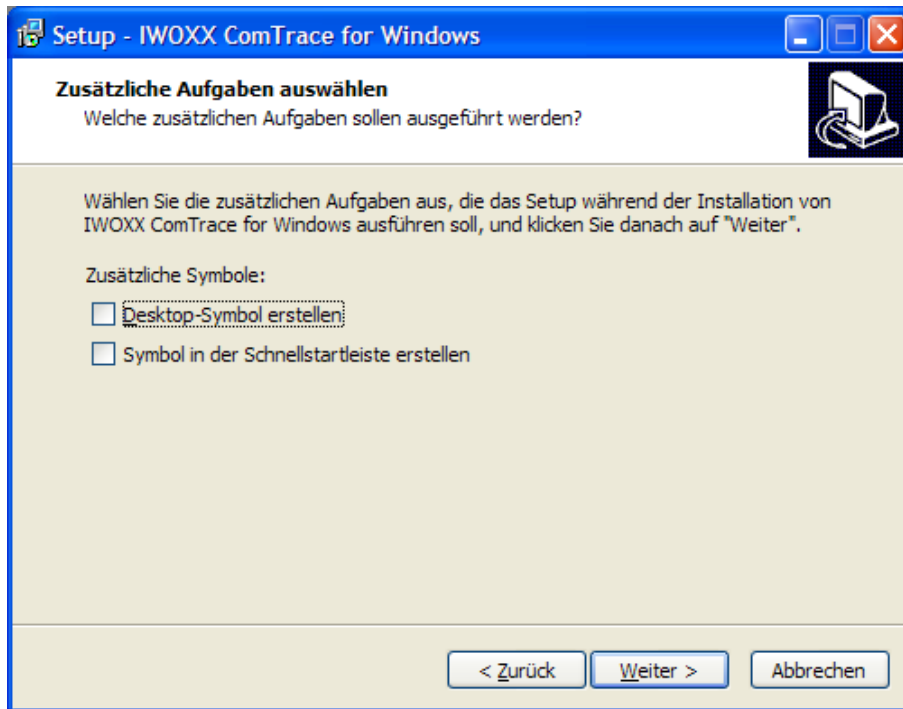 Setup - IWOXX ComTrace for Windows
Zusätzliche Aufgaben auswählen
Welche zusätzlichen Aufgaben sollen ausgeführt werden?
Wählen Sie die zusätzlichen Aufgaben aus, die das Setup während der Installation von
IWOXX ComTrace for Windows ausführen soll, und klicken Sie danach auf "Weiter".
Zusätzliche Symbole:
Desktop-Symbol erstellen
Symbol in der Schnellstartleiste erstellen
< Zurück
Weiter >
Abbrechen